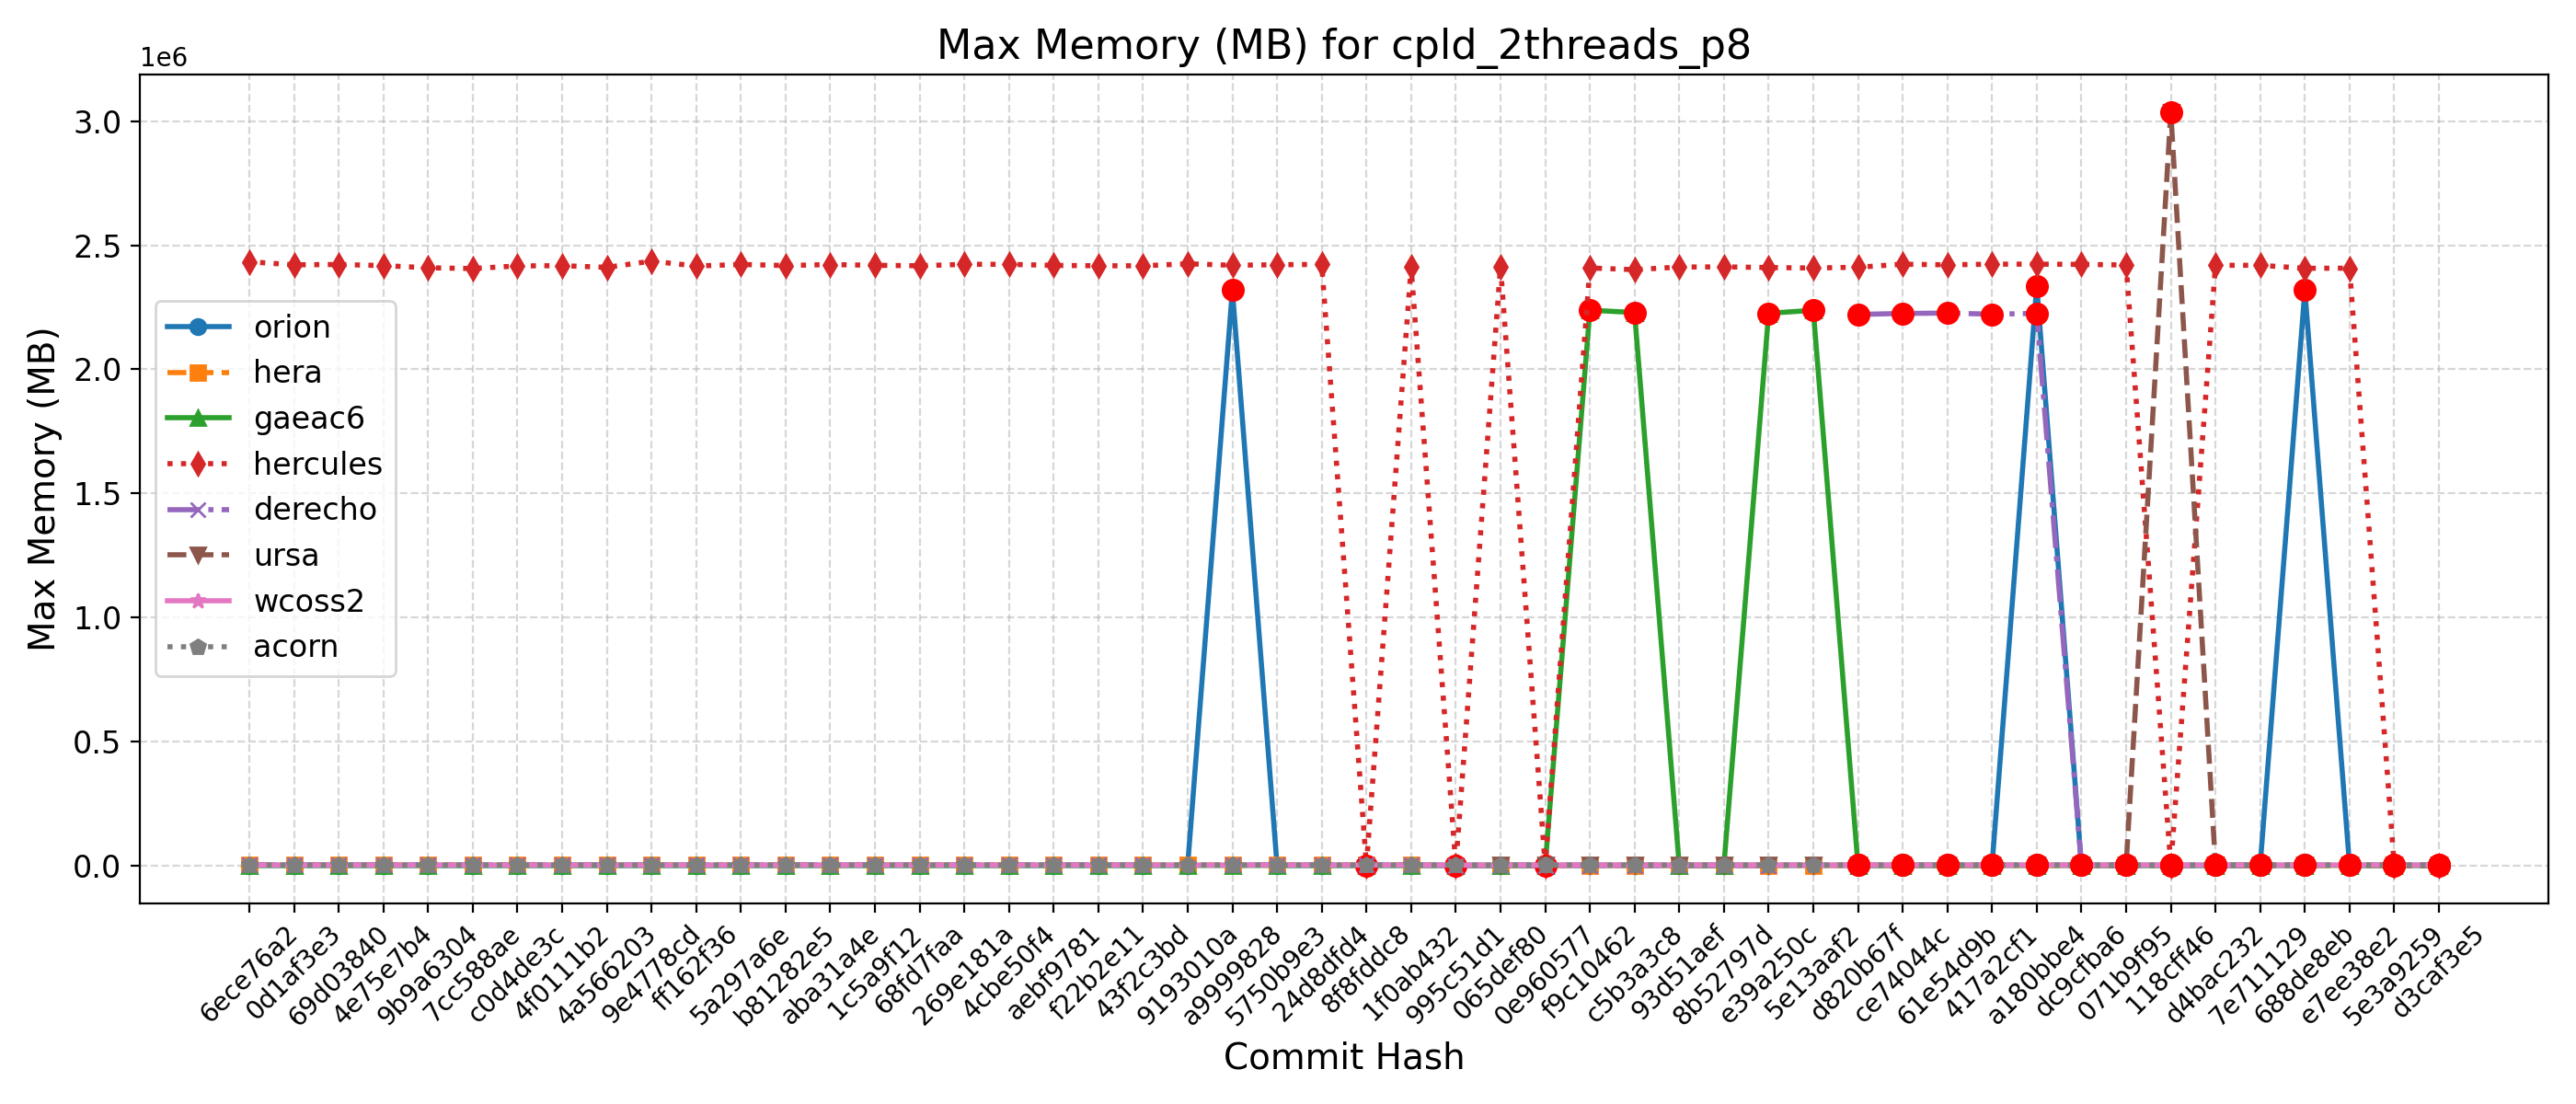 Max Memory (MB) for cpld_2threads_p8
1e6
3.0
2.5
2.0
1.5
1.0
0.5
0.0
Max Memory (MB)
orion
hera
gaeac6
hercules
derecho
ursa
wcoss2
acorn
6ece76a2
0d1af3e3
69d03840
4e75e7b4
9b9a6304
7cc588ae
c0d4de3c
4f0111b2
4a566203
9e4778cd
ff162f36
5a297a6e
b81282e5
aba31a4e
1c5a9f12
68fd7faa
269e181a
4cbe50f4
aebf9781
f22b2e11
43f2c3bd
9193010a
a9999828
5750b9e3
24d8dfd4
8f8fddc8
1f0ab432
995c51d1
065def80
0e960577
f9c10462
c5b3a3c8
93d51aef
8b52797d
e39a250c
5e13aaf2
d820b67f
ce74044c
61e54d9b
417a2cf1
a180bbe4
dc9cfba6
071b9f95
118cff46
d4bac232
7e711129
688de8eb
e7ee38e2
5e3a9259
d3caf3e5
Commit Hash